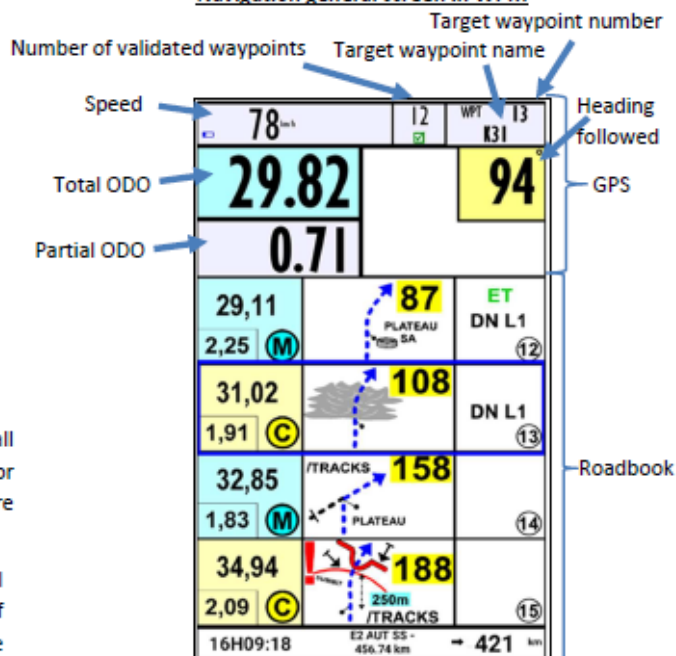 Navigation general screen in WPM
Target waypoint number
Number of validated waypoints
Target waypoint name
Speed
Heading followed
Total ODO
Partial ODO
GPS
Roadbook
78 km/h
12
WPT 13
K31
29.82
94°
0.71
29,11
2,25 M
87
PLATEAU
SA
ET
DN L1
12
31,02
1,91 C
108
DN L1
13
32,85
1,83 M
/TRACKS
158
PLATEAU
14
34,94
2,09 C
!
188
250m
/TRACKS
15
16H09:18
E2 AUT SS -
456.74 km
→ 421 km
all
or
re
l
f
e